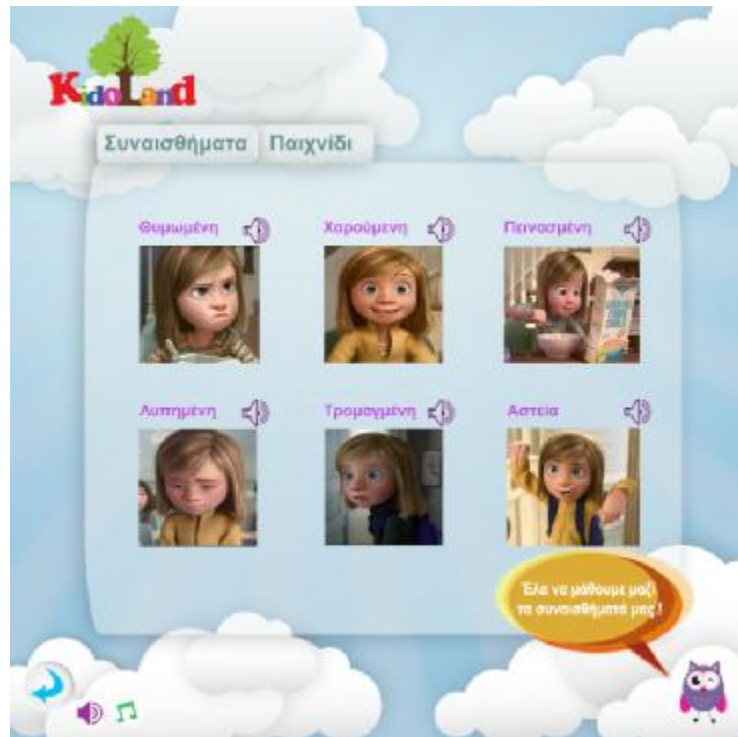 KidoLand
Συναισθήματα Παιχνίδι
Θυμωμένη Χαρούμενη Πεινασμένη
Λυπημένη Τρομαγμένη Αστεία
Έλα να μάθουμε μαζί
τα συναισθήματά μας !